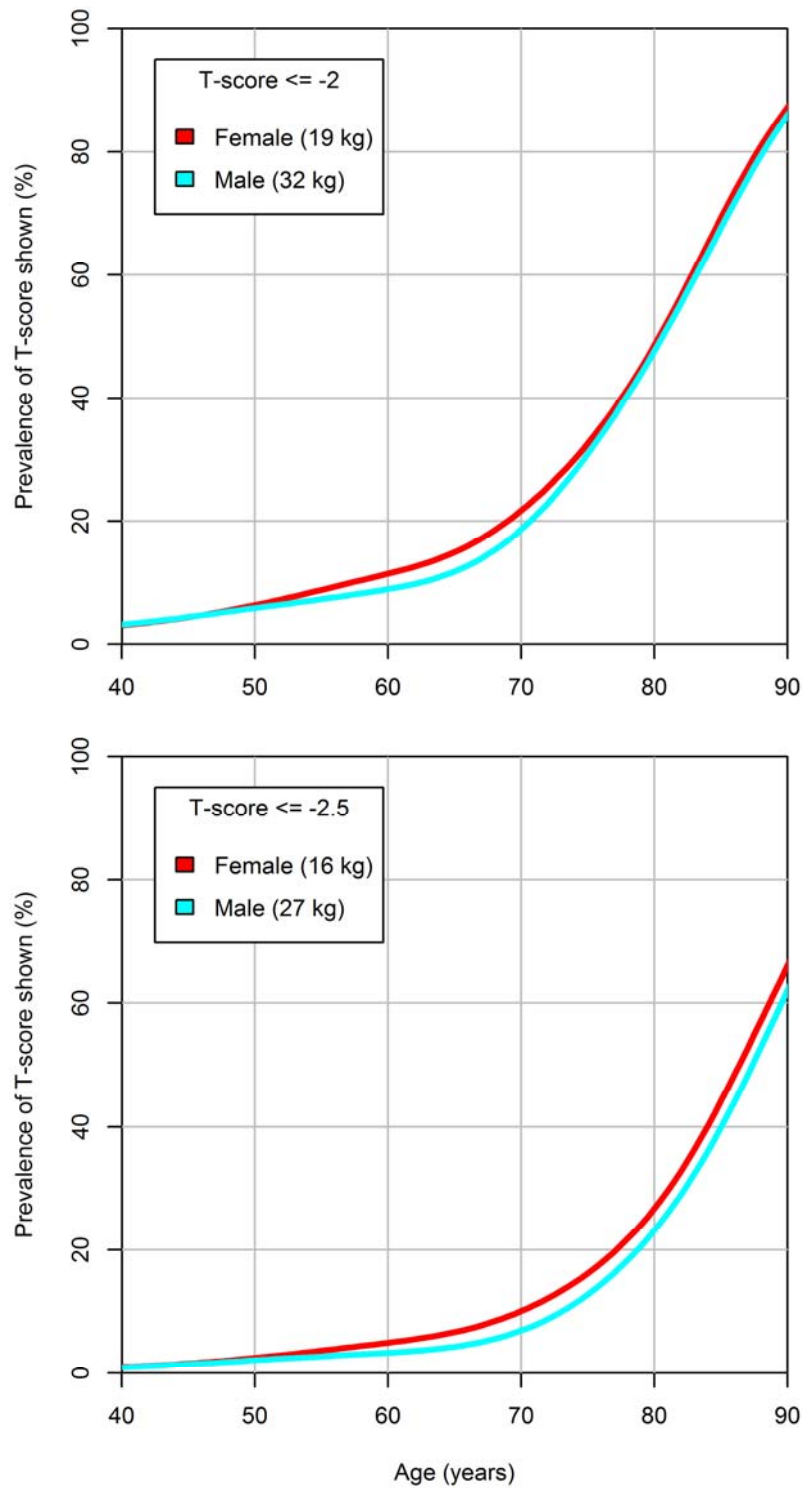 Prevalence of T-score shown (%)
100
80
60
40
20
0
T-score <= -2
Female (19 kg)
Male (32 kg)
40 50 60 70 80 90
Prevalence of T-score shown (%)
100
80
60
40
20
0
T-score <= -2.5
Female (16 kg)
Male (27 kg)
40 50 60 70 80 90
Age (years)